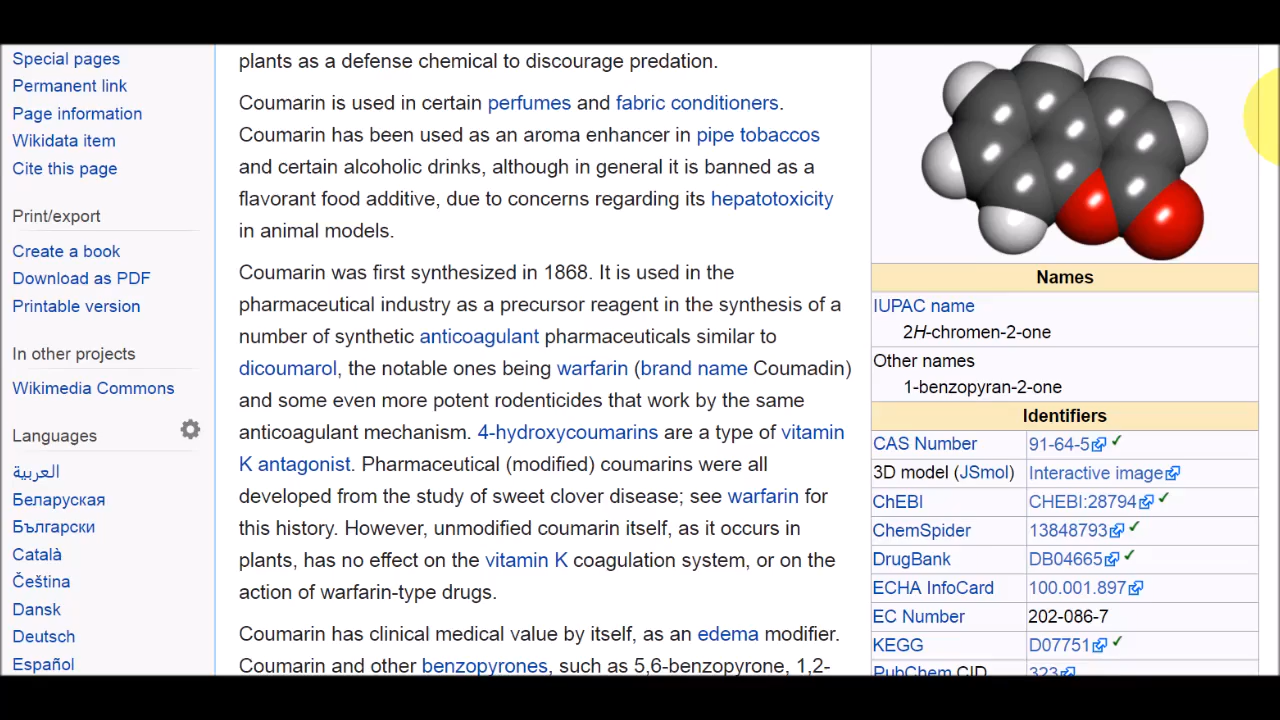 Special pages
Permanent link
Page information
Wikidata item
Cite this page
Print/export
Create a book
Download as PDF
Printable version
In other projects
Wikimedia Commons
Languages
العربية
Беларуская
Български
Català
Čeština
Dansk
Deutsch
Español
plants as a defense chemical to discourage predation.
Coumarin is used in certain perfumes and fabric conditioners.
Coumarin has been used as an aroma enhancer in pipe tobaccos
and certain alcoholic drinks, although in general it is banned as a
flavorant food additive, due to concerns regarding its hepatotoxicity
in animal models.
Coumarin was first synthesized in 1868. It is used in the
pharmaceutical industry as a precursor reagent in the synthesis of a
number of synthetic anticoagulant pharmaceuticals similar to
dicoumarol, the notable ones being warfarin (brand name Coumadin)
and some even more potent rodenticides that work by the same
anticoagulant mechanism. 4-hydroxycoumarins are a type of vitamin
K antagonist. Pharmaceutical (modified) coumarins were all
developed from the study of sweet clover disease; see warfarin for
this history. However, unmodified coumarin itself, as it occurs in
plants, has no effect on the vitamin K coagulation system, or on the
action of warfarin-type drugs.
Coumarin has clinical medical value by itself, as an edema modifier.
Coumarin and other benzopyrones, such as 5,6-benzopyrone, 1,2-
Names
IUPAC name
2H-chromen-2-one
Other names
1-benzopyran-2-one
Identifiers
CAS Number 91-64-5 ✓
3D model (JSmol) Interactive image
ChEBI CHEBI:28794 ✓
ChemSpider 13848793 ✓
DrugBank DB04665 ✓
ECHA InfoCard 100.001.897
EC Number 202-086-7
KEGG D07751 ✓
PubChem CID 323